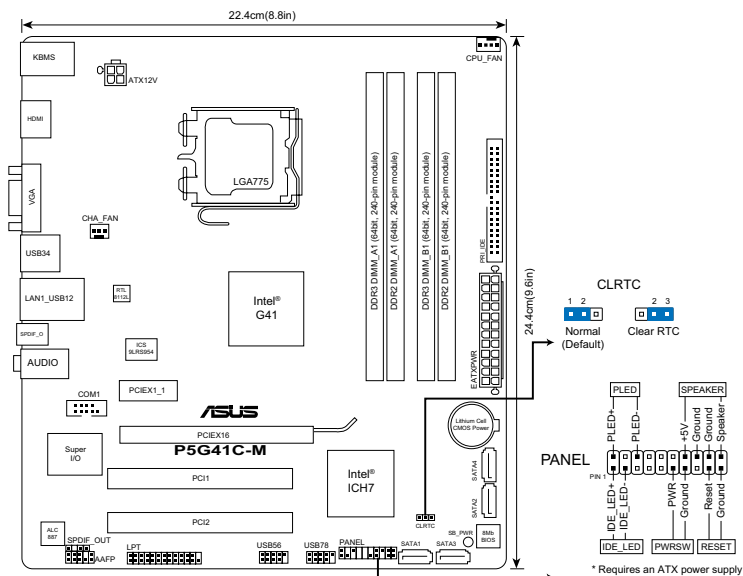 22.4cm(8.8in)
KBMS
ATX12V
CPU_FAN
HDMI
LGA775
DDR3 DIMM_A1 (64bit, 240-pin module)
DDR2 DIMM_A1 (64bit, 240-pin module)
DDR3 DIMM_B1 (64bit, 240-pin module)
DDR2 DIMM_B1 (64bit, 240-pin module)
PRI_IDE
24.4cm(9.6in)
VGA
CHA_FAN
USB34
LAN1_USB12
RTL
8112L
Intel®
G41
EATXPWR
SPDIF_O
AUDIO
ICS
9LRS954
CLRTC
1 2
2 3
Normal
(Default)
Clear RTC
COM1
PCIEX1_1
ASUS
PCIEX16
P5G41C-M
Lithium Cell
CMOS Power
Super
I/O
PCI1
Intel®
ICH7
SATA4
SATA2
CLRTC
PCI2
ALC
887
SPDIF_OUT
AAFP
LPT
USB56
USB78
PANEL
SATA1
SATA3
SB_PWR
8Mb
BIOS
PLED
SPEAKER
PLED+
PLED-
+5V
Ground
Ground
Speaker-
PANEL
PIN 1
IDE_LED+
IDE_LED-
PWR
Ground
Reset
Ground
IDE_LED
PWRSW
RESET
* Requires an ATX power supply